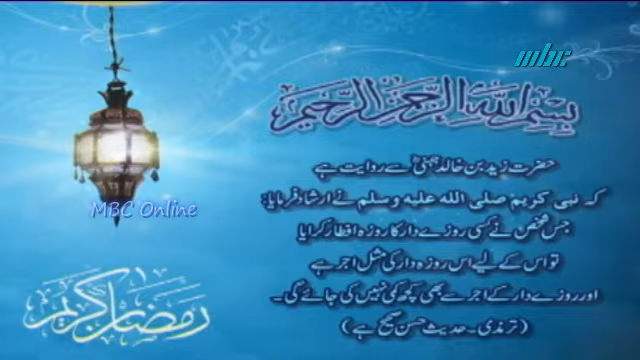 mbc
بسم الله الرحمن الرحيم
حضرت زید بن خالد جہنیؓ سے روایت ہے
کہ نبی کریم صلی اللہ علیہ وسلم نے ارشاد فرمایا:
جس شخص نے کسی روزے دار کا روزہ افطار کرایا
تو اس کے لیے اس روزہ دار کی مثل اجر ہے
اور روزے دار کے اجر سے بھی کچھ کمی نہیں کی جائے گی۔
(ترمذی۔ حدیث حسن صحیح ہے)
MBC Online
رمضان كريم